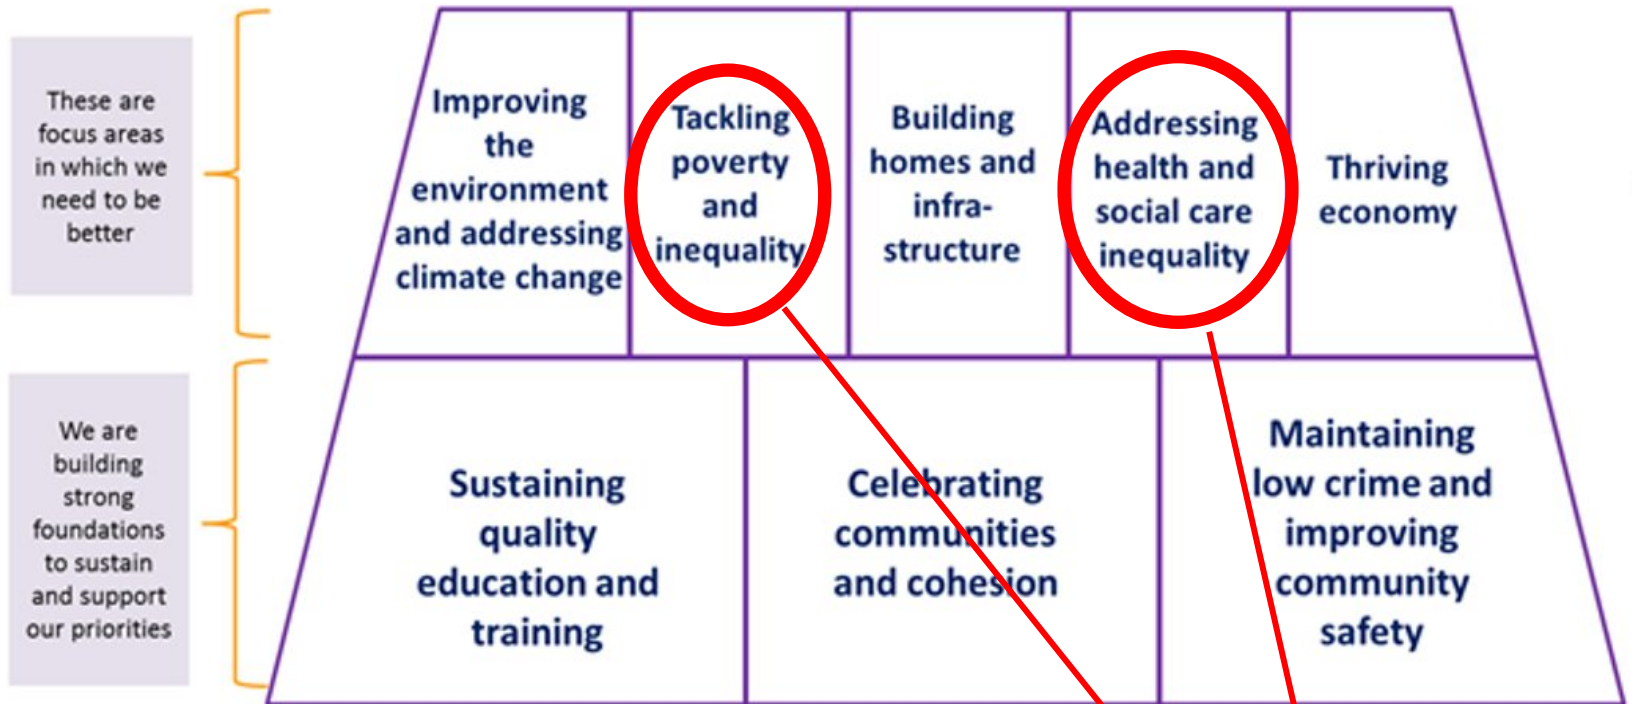 These are
focus areas
in which we
need to be
better
Improving
the
environment
and addressing
climate change
Tackling
poverty
and
inequality
Building
homes and
infra-
structure
Addressing
health and
social care
inequality
Thriving
economy
We are
building
strong
foundations
to sustain
and support
our priorities
Sustaining
quality
education and
training
Celebrating
communities
and cohesion
Maintaining
low crime and
improving
community
safety